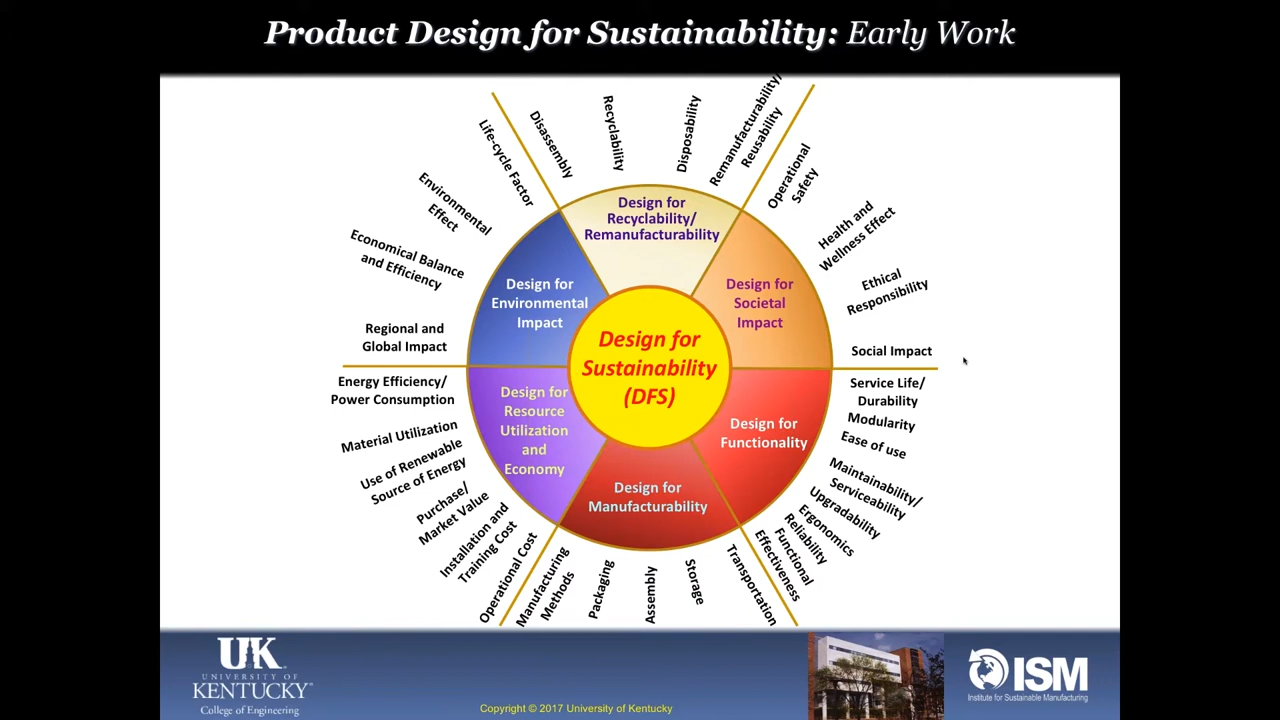 Product Design for Sustainability: Early Work
Disassembly
Recyclability
Disposability
Remanufacturability/
Reusability
Design for
Recyclability/
Remanufacturability
Operational
Safety
Health and
Wellness Effect
Ethical
Responsibility
Social Impact
Design for
Societal
Impact
Service Life/
Durability
Modularity
Ease of use
Maintainability/
Serviceability
Upgradability
Ergonomics
Reliability
Functional
Effectiveness
Design for
Functionality
Transportation
Storage
Assembly
Packaging
Manufacturing
Methods
Design for
Manufacturability
Operational Cost
Installation and
Training Cost
Purchase/
Market Value
Use of Renewable
Source of Energy
Material Utilization
Energy Efficiency/
Power Consumption
Design for
Resource
Utilization
and
Economy
Regional and
Global Impact
Economical Balance
and Efficiency
Environmental
Effect
Life-cycle Factor
Design for
Environmental
Impact
Design for
Sustainability
(DFS)
UK
UNIVERSITY OF
KENTUCKY
College of Engineering
Copyright © 2017 University of Kentucky
ISM
Institute for Sustainable Manufacturing